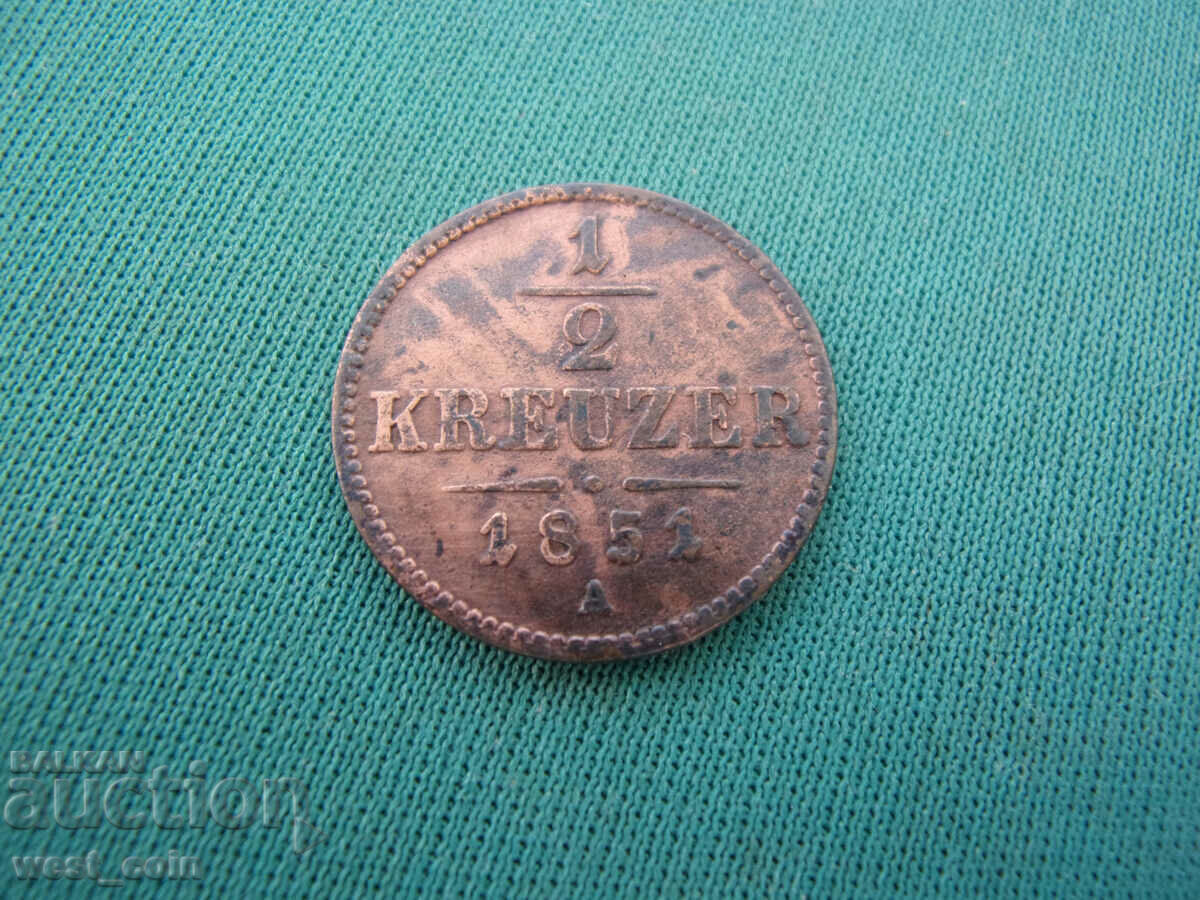 1
2
KREUZER
1851
A
BALKAN
auction
west_coin